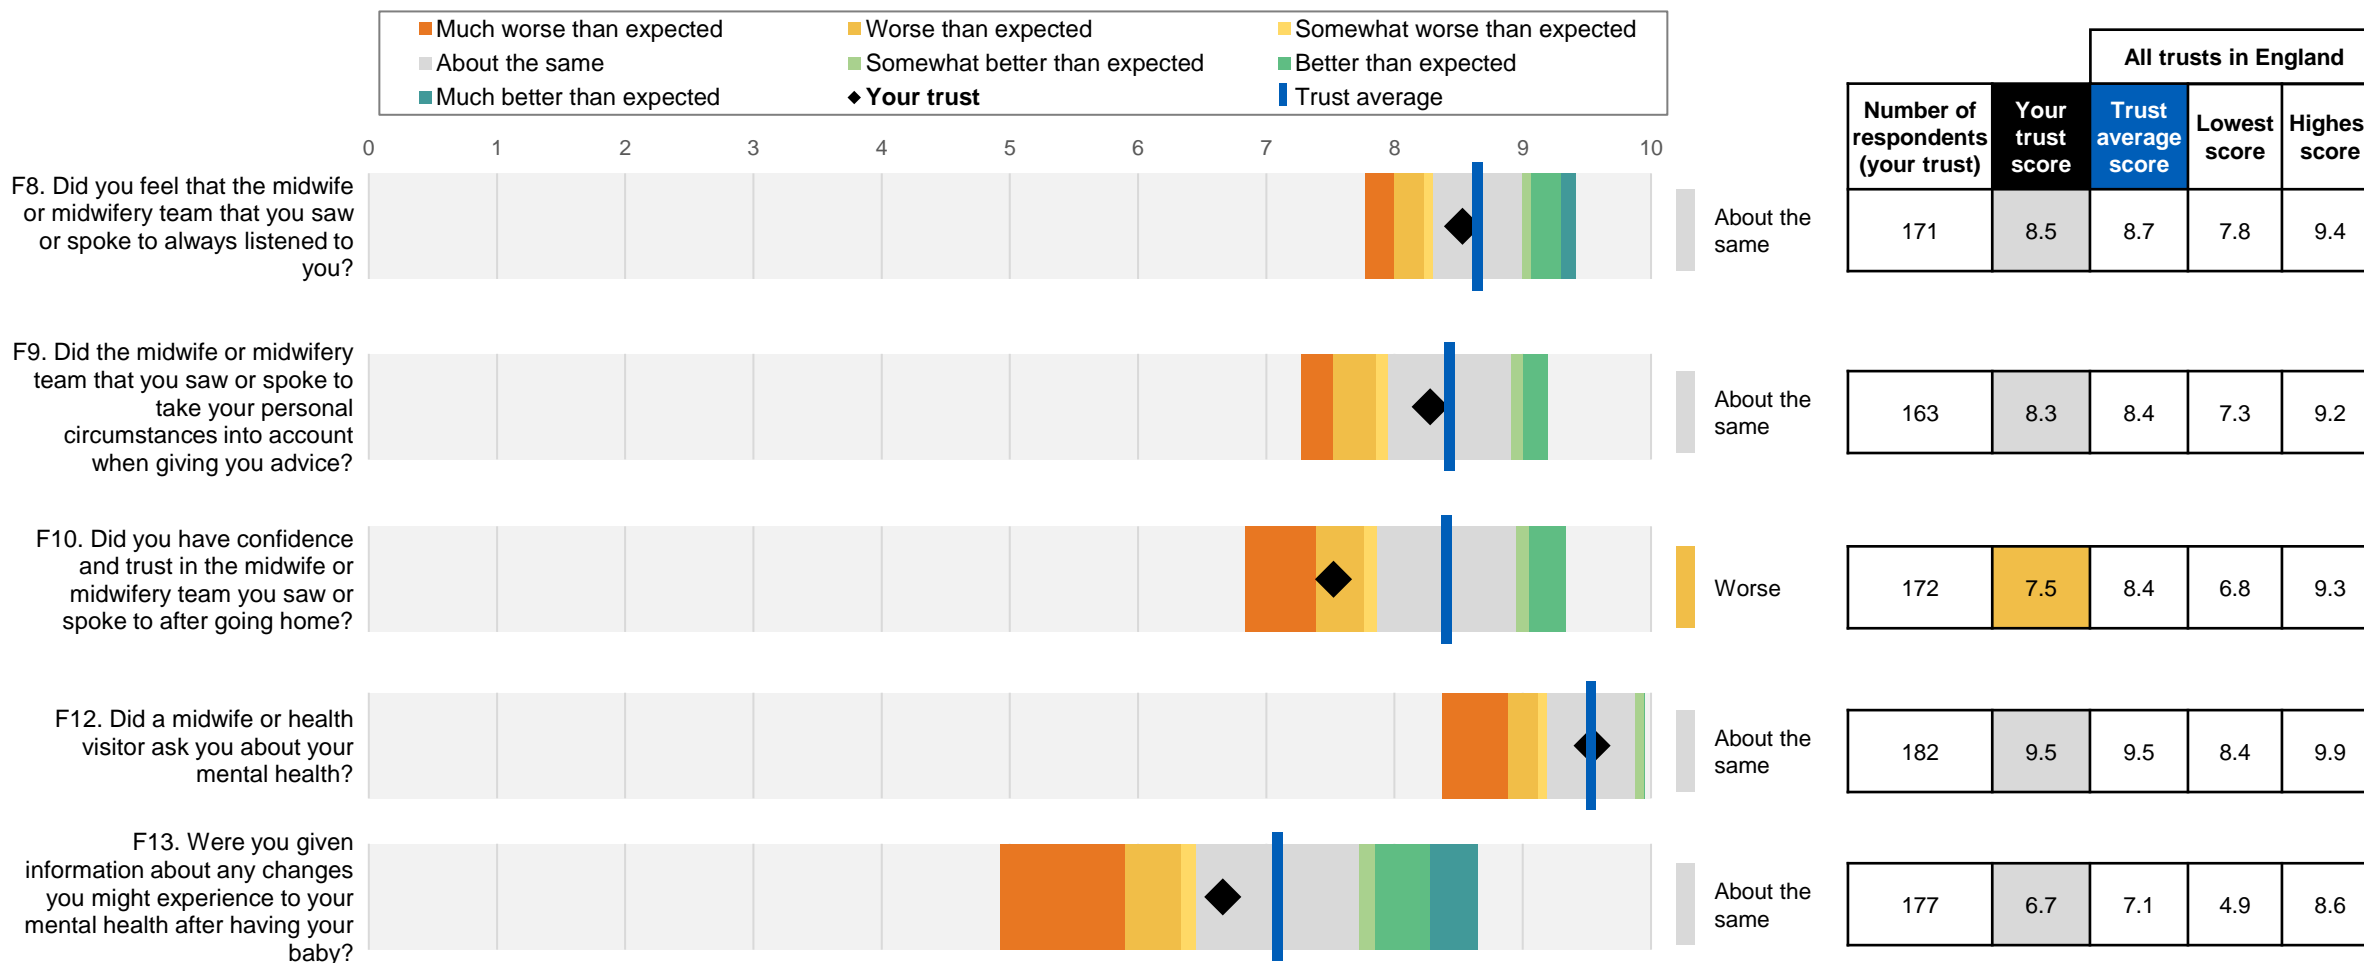 Much worse than expected
Worse than expected
Somewhat worse than expected
About the same
Somewhat better than expected
Better than expected
Much better than expected
Your trust
Trust average
All trusts in England
Number of
respondents
(your trust)
Your
trust
score
Trust
average
score
Lowest
score
Highes
score
0 1 2 3 4 5 6 7 8 9 10
F8. Did you feel that the midwife
or midwifery team that you saw
or spoke to always listened to
you?
About the
same
171 8.5 8.7 7.8 9.4
F9. Did the midwife or midwifery
team that you saw or spoke to
take your personal
circumstances into account
when giving you advice?
About the
same
163 8.3 8.4 7.3 9.2
F10. Did you have confidence
and trust in the midwife or
midwifery team you saw or
spoke to after going home?
Worse
172 7.5 8.4 6.8 9.3
F12. Did a midwife or health
visitor ask you about your
mental health?
About the
same
182 9.5 9.5 8.4 9.9
F13. Were you given
information about any changes
you might experience to your
mental health after having your
baby?
About the
same
177 6.7 7.1 4.9 8.6